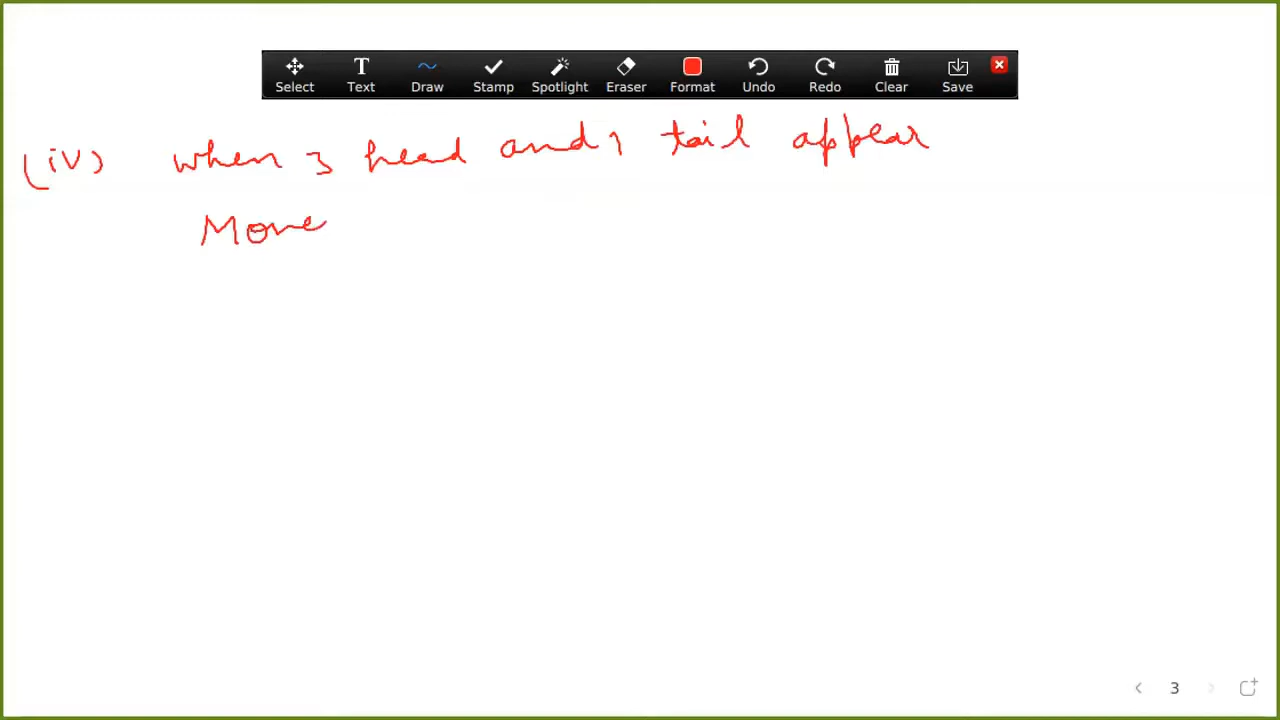 Select Text Draw Stamp Spotlight Eraser Format Undo Redo Clear Save
(iv) when 3 head and 1 tail appear
Mone
3